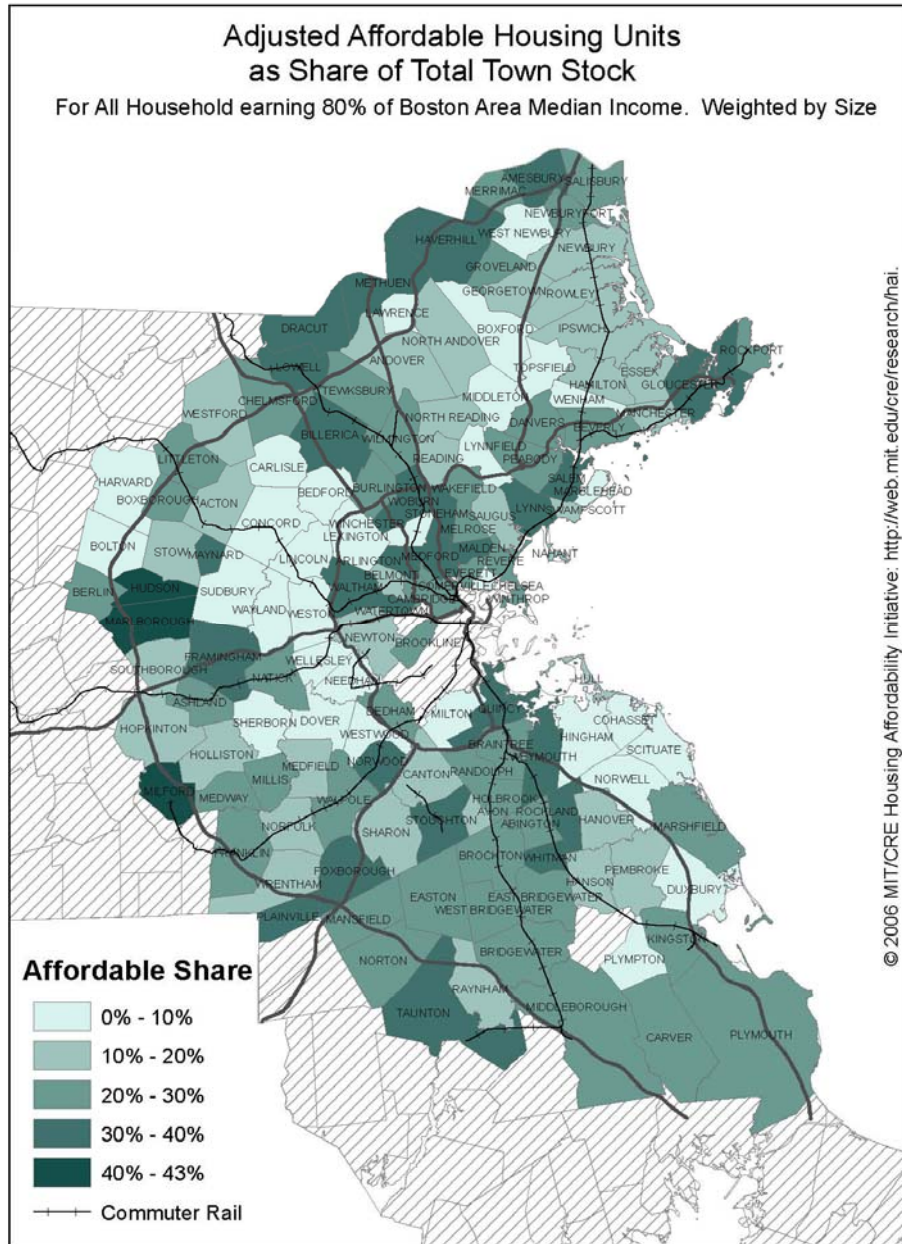 Adjusted Affordable Housing Units
as Share of Total Town Stock
For All Household earning 80% of Boston Area Median Income. Weighted by Size
AMESBURY
SALISBURY
MERRIMAC
NEWBURYPORT
WEST NEWBURY
HAVERHILL
NEWBURY
GROVELAND
METHUEN
GEORGETOWN
ROWLEY
LAWRENCE
DRACUT
BOXFORD
IPSWICH
NORTH ANDOVER
ROCKPORT
ANDOVER
LOWELL
TOPSFIELD
ESSEX
GLOUCESTER
HAMILTON
TEWKSBURY
CHELMSFORD
MIDDLETON
WENHAM
WESTFORD
NORTH READING
DANVERS
MANCHESTER
BEVERLY
BILLERICA
WILMINGTON
LYNNFIELD
READING
PEABODY
LITTLETON
CARLISLE
HARVARD
SALEM
BEDFORD
BURLINGTON
WAKEFIELD
MARBLEHEAD
BOXBOROUGH
ACTON
WOBURN
STONEHAM
LYNN
SWAMPSCOTT
SAUGUS
CONCORD
WINCHESTER
LEXINGTON
MELROSE
BOLTON
STOW
MAYNARD
LINCOLN
ARLINGTON
MEDFORD
MALDEN
NAHANT
REVERE
BELMONT
EVERETT
HUDSON
BERLIN
SUDBURY
WALTHAM
SOMERVILLE
CHELSEA
WAYLAND
WESTON
CAMBRIDGE
WINTHROP
WATERTOWN
MARLBOROUGH
NEWTON
BROOKLINE
SOUTHBOROUGH
FRAMINGHAM
WELLESLEY
NATICK
NEEDHAM
HULL
ASHLAND
DEDHAM
MILTON
QUINCY
COHASSET
SHERBORN
DOVER
HOPKINTON
WESTWOOD
HINGHAM
SCITUATE
HOLLISTON
BRAINTREE
WEYMOUTH
NORWOOD
MEDFIELD
CANTON
RANDOLPH
NORWELL
MILLIS
MILFORD
MEDWAY
WALPOLE
HOLBROOK
STOUGHTON
AVON
ROCKLAND
HANOVER
NORFOLK
SHARON
ABINGTON
MARSHFIELD
FRANKLIN
BROCKTON
WHITMAN
FOXBOROUGH
PEMBROKE
HANSON
WRENTHAM
EASTON
EAST BRIDGEWATER
DUXBURY
WEST BRIDGEWATER
PLAINVILLE
MANSFIELD
KINGSTON
BRIDGEWATER
PLYMPTON
NORTON
RAYNHAM
MIDDLEBOROUGH
TAUNTON
CARVER
PLYMOUTH
Affordable Share
0% - 10%
10% - 20%
20% - 30%
30% - 40%
40% - 43%
Commuter Rail
© 2006 MIT/CRE Housing Affordability Intiative: http://web.mit.edu/cre/research/hai.